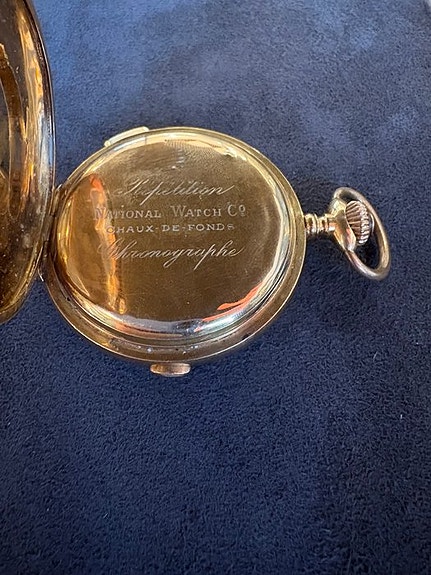 Répétition
NATIONAL WATCH Cº
CHAUX-DE-FONDS
Chronographe